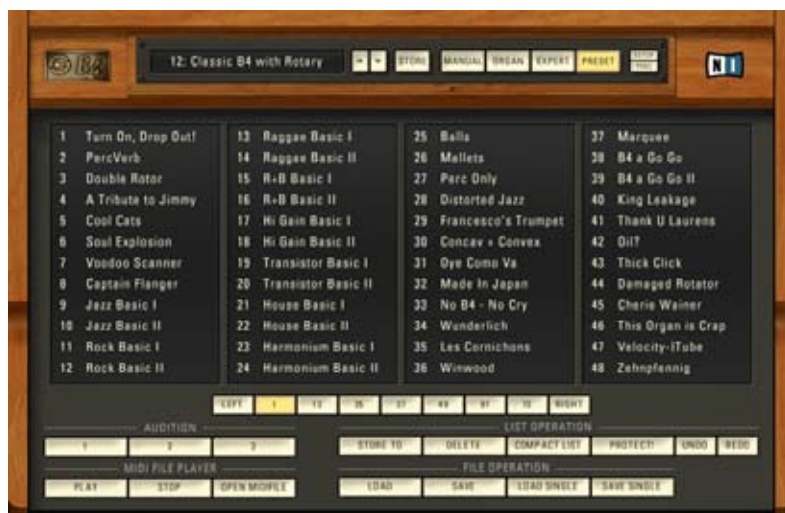 B4
12: Classic B4 with Rotary
STORE
MANUAL ORGAN EXPERT PRESET
SETUP
NI
1 Turn On, Drop Out!
2 PercVerb
3 Double Rotor
4 A Tribute to Jimmy
5 Cool Cats
6 Soul Explosion
7 Voodoo Scanner
8 Captain Flanger
9 Jazz Basic I
10 Jazz Basic II
11 Rock Basic I
12 Rock Basic II
13 Raggae Basic I
14 Raggae Basic II
15 R+B Basic I
16 R+B Basic II
17 Hi Gain Basic I
18 Hi Gain Basic II
19 Transistor Basic I
20 Transistor Basic II
21 House Basic I
22 House Basic II
23 Harmonium Basic I
24 Harmonium Basic II
25 Balls
26 Mallets
27 Perc Only
28 Distorted Jazz
29 Francesco's Trumpet
30 Concav + Convex
31 Oye Como Va
32 Made In Japan
33 No B4 - No Cry
34 Wunderlich
35 Les Cornichons
36 Winwood
37 Marquee
38 B4 a Go Go
39 B4 a Go Go II
40 King Leakage
41 Thank U Laurens
42 Oil?
43 Thick Click
44 Damaged Rotator
45 Cherie Wainer
46 This Organ is Crap
47 Velocity-iTube
48 Zehnpfennig
LEFT 1 13 25 37 49 61 73 RIGHT
AUDITION
1 2 3
LIST OPERATION
STORE TO DELETE COMPACT LIST PROTECT! UNDO REDO
MIDI FILE PLAYER
PLAY STOP OPEN MIDIFILE
FILE OPERATION
LOAD SAVE LOAD SINGLE SAVE SINGLE